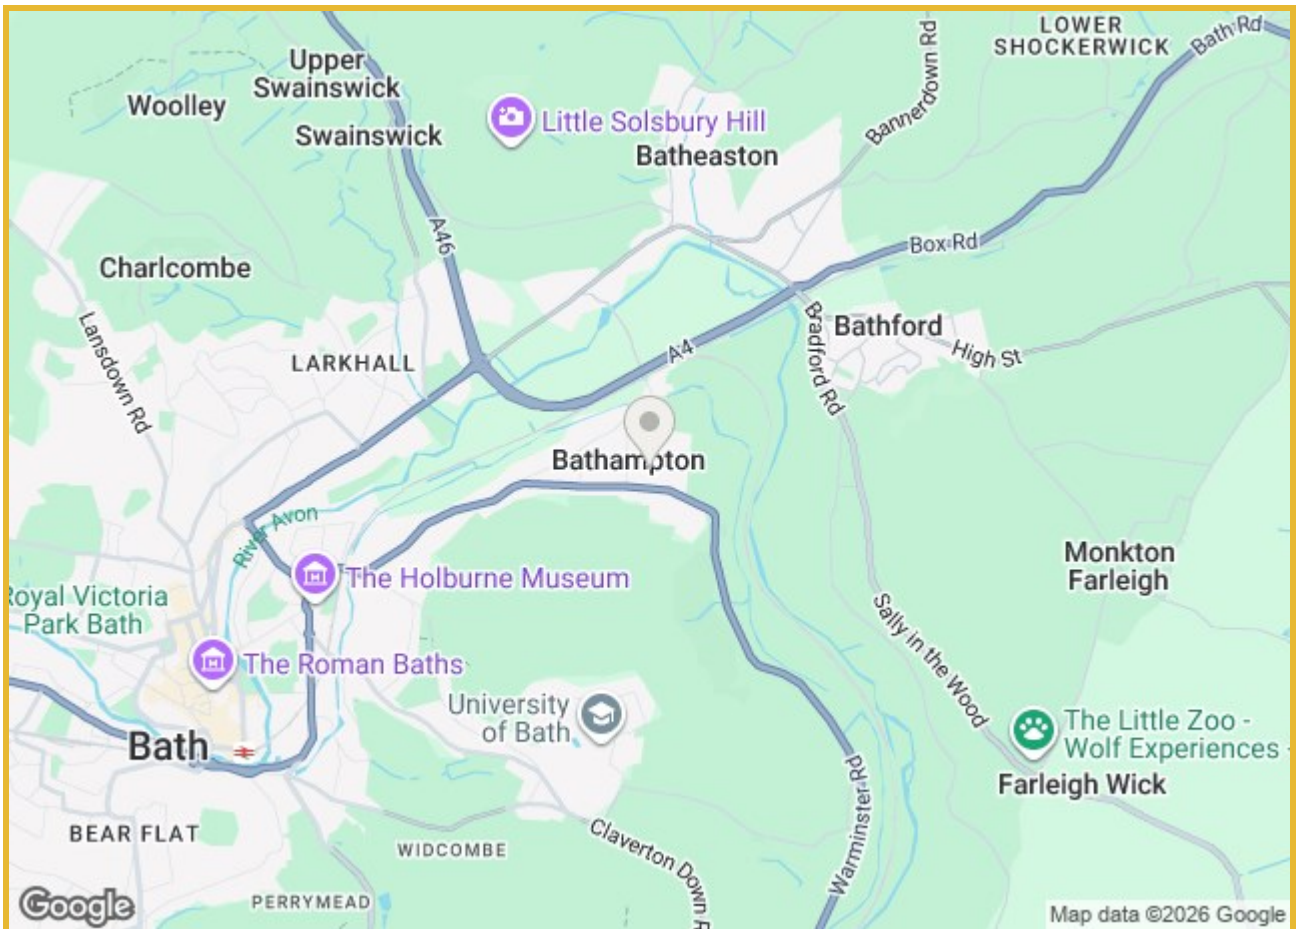 LOWER
SHOCKERWICK
Bath Rd
Upper
Swainswick
Woolley
Swainswick
Little Solsbury Hill
Batheaston
Bannerdown Rd
A46
Box Rd
Charlcombe
Lansdown Rd
LARKHALL
A4
Bradford Rd
Bathford
High St
Bathampton
River Avon
The Holburne Museum
Monkton
Farleigh
Royal Victoria
Park Bath
Sally in the Wood
The Roman Baths
University
of Bath
The Little Zoo -
Wolf Experiences -
Bath
Farleigh Wick
Warminster Rd
BEAR FLAT
WIDCOMBE
Claverton Down R
PERRYMEAD
Google
Map data ©2026 Google